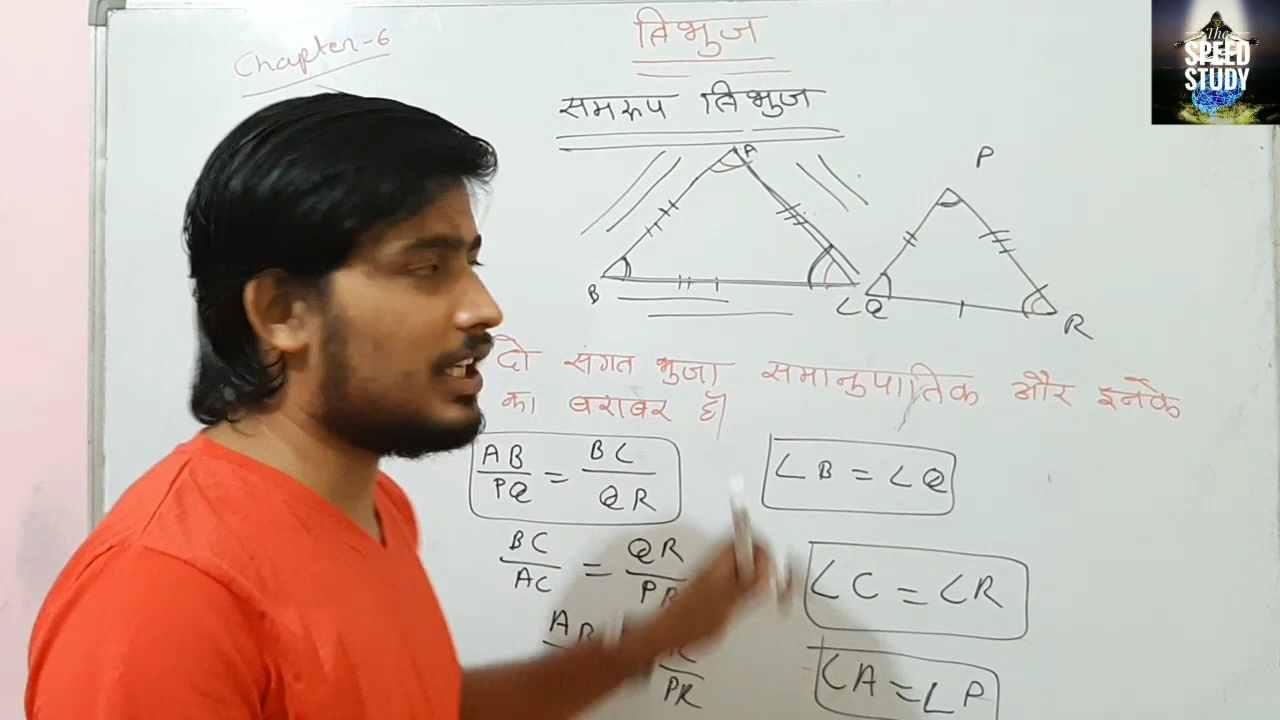 Chapter-6
त्रिभुज
The
SPEED
STUDY
समरूप त्रिभुज
A
P
B
C
Q
R
दो संगत भुजा समानुपातिक और इनके
का बराबर हो
AB/PQ = BC/QR
∠B = ∠Q
BC/AC = QR/PR
∠C = ∠R
PR
∠A = ∠P